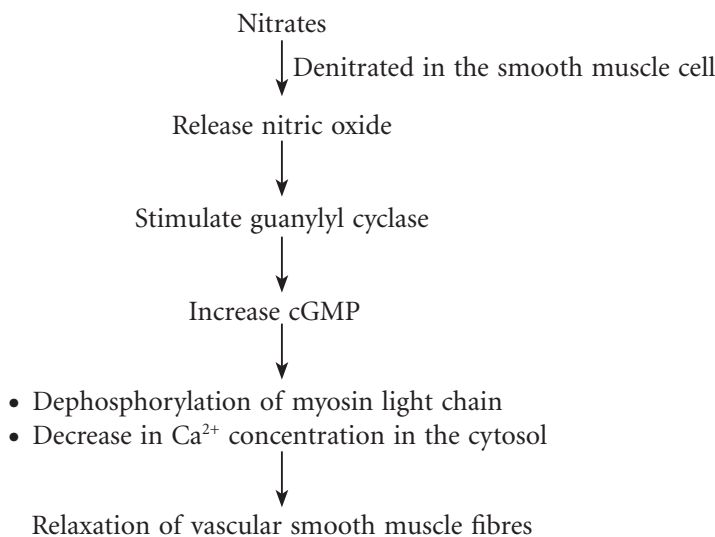 Nitrates
Denitrated in the smooth muscle cell
Release nitric oxide
Stimulate guanylyl cyclase
Increase cGMP
• Dephosphorylation of myosin light chain
• Decrease in Ca²⁺ concentration in the cytosol
Relaxation of vascular smooth muscle fibres